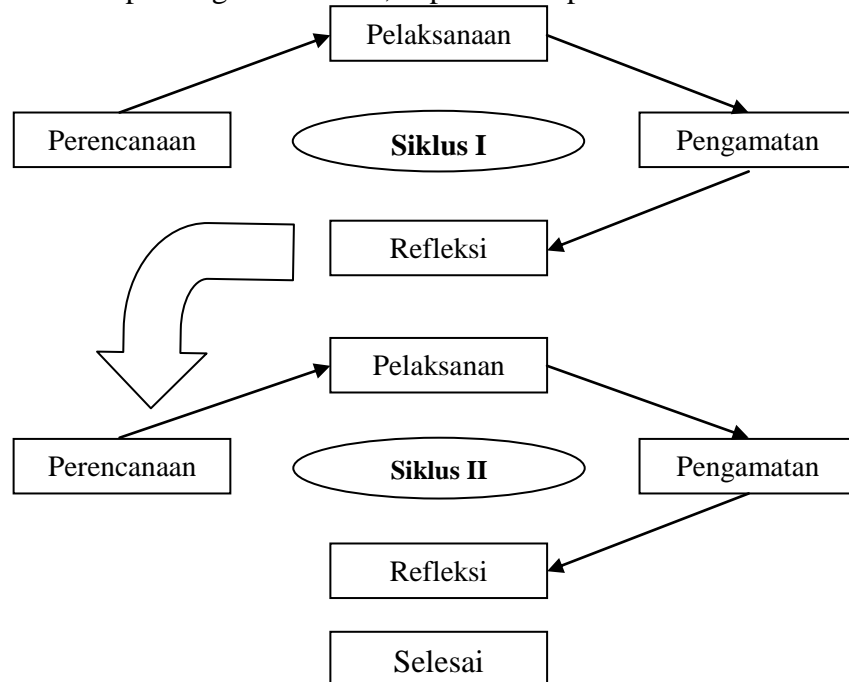 Pelaksanaan
Perencanaan
Siklus I
Pengamatan
Refleksi
Pelaksanan
Perencanaan
Siklus II
Pengamatan
Refleksi
Selesai